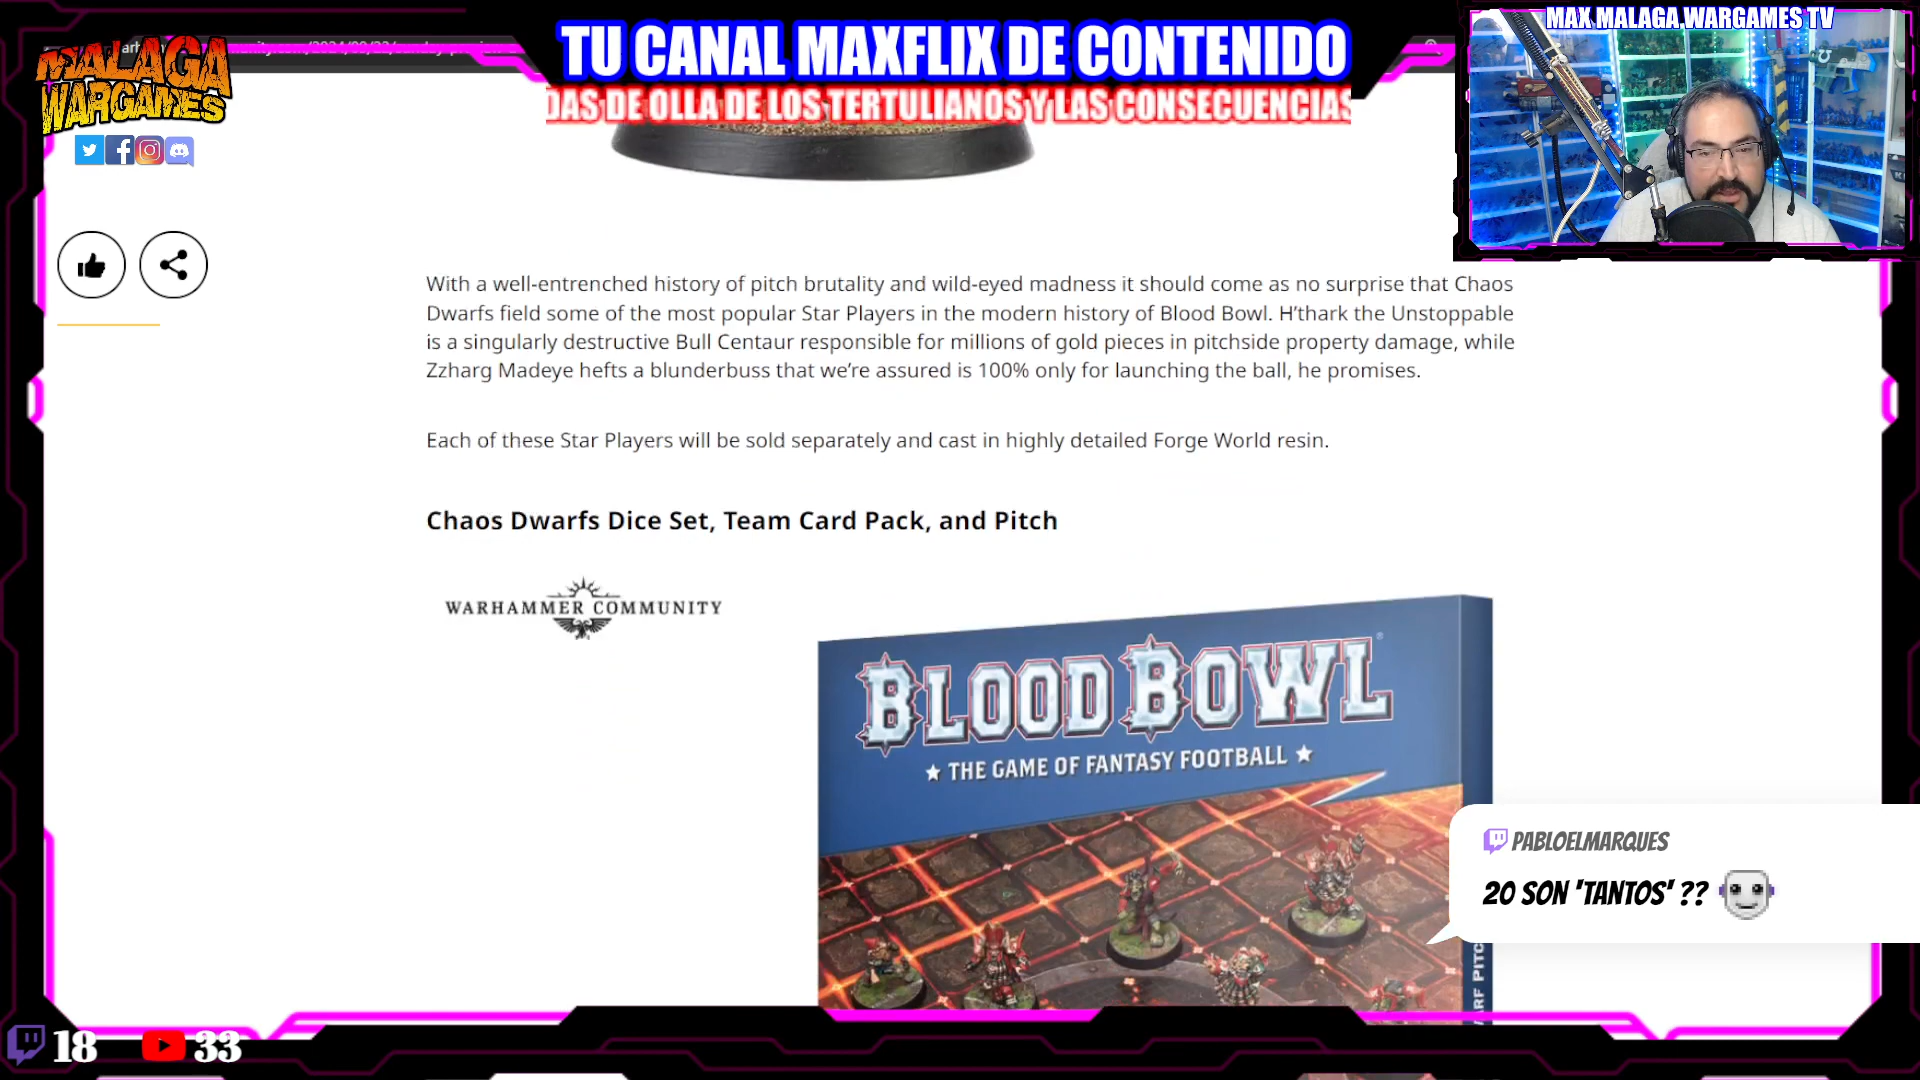 MAX MALAGA WARGAMES TV
TU CANAL MAXFLIX DE CONTENIDO
DAS DE OLLA DE LOS TERTULIANOS Y LAS CONSECUENCIAS
MALAGA
WARGAMES
With a well-entrenched history of pitch brutality and wild-eyed madness it should come as no surprise that Chaos
Dwarfs field some of the most popular Star Players in the modern history of Blood Bowl. H’thark the Unstoppable
is a singularly destructive Bull Centaur responsible for millions of gold pieces in pitchside property damage, while
Zzharg Madeye hefts a blunderbuss that we’re assured is 100% only for launching the ball, he promises.
Each of these Star Players will be sold separately and cast in highly detailed Forge World resin.
Chaos Dwarfs Dice Set, Team Card Pack, and Pitch
WARHAMMER COMMUNITY
BLOOD BOWL
THE GAME OF FANTASY FOOTBALL
PABLOELMARQUES
20 SON 'TANTOS' ??
18
33